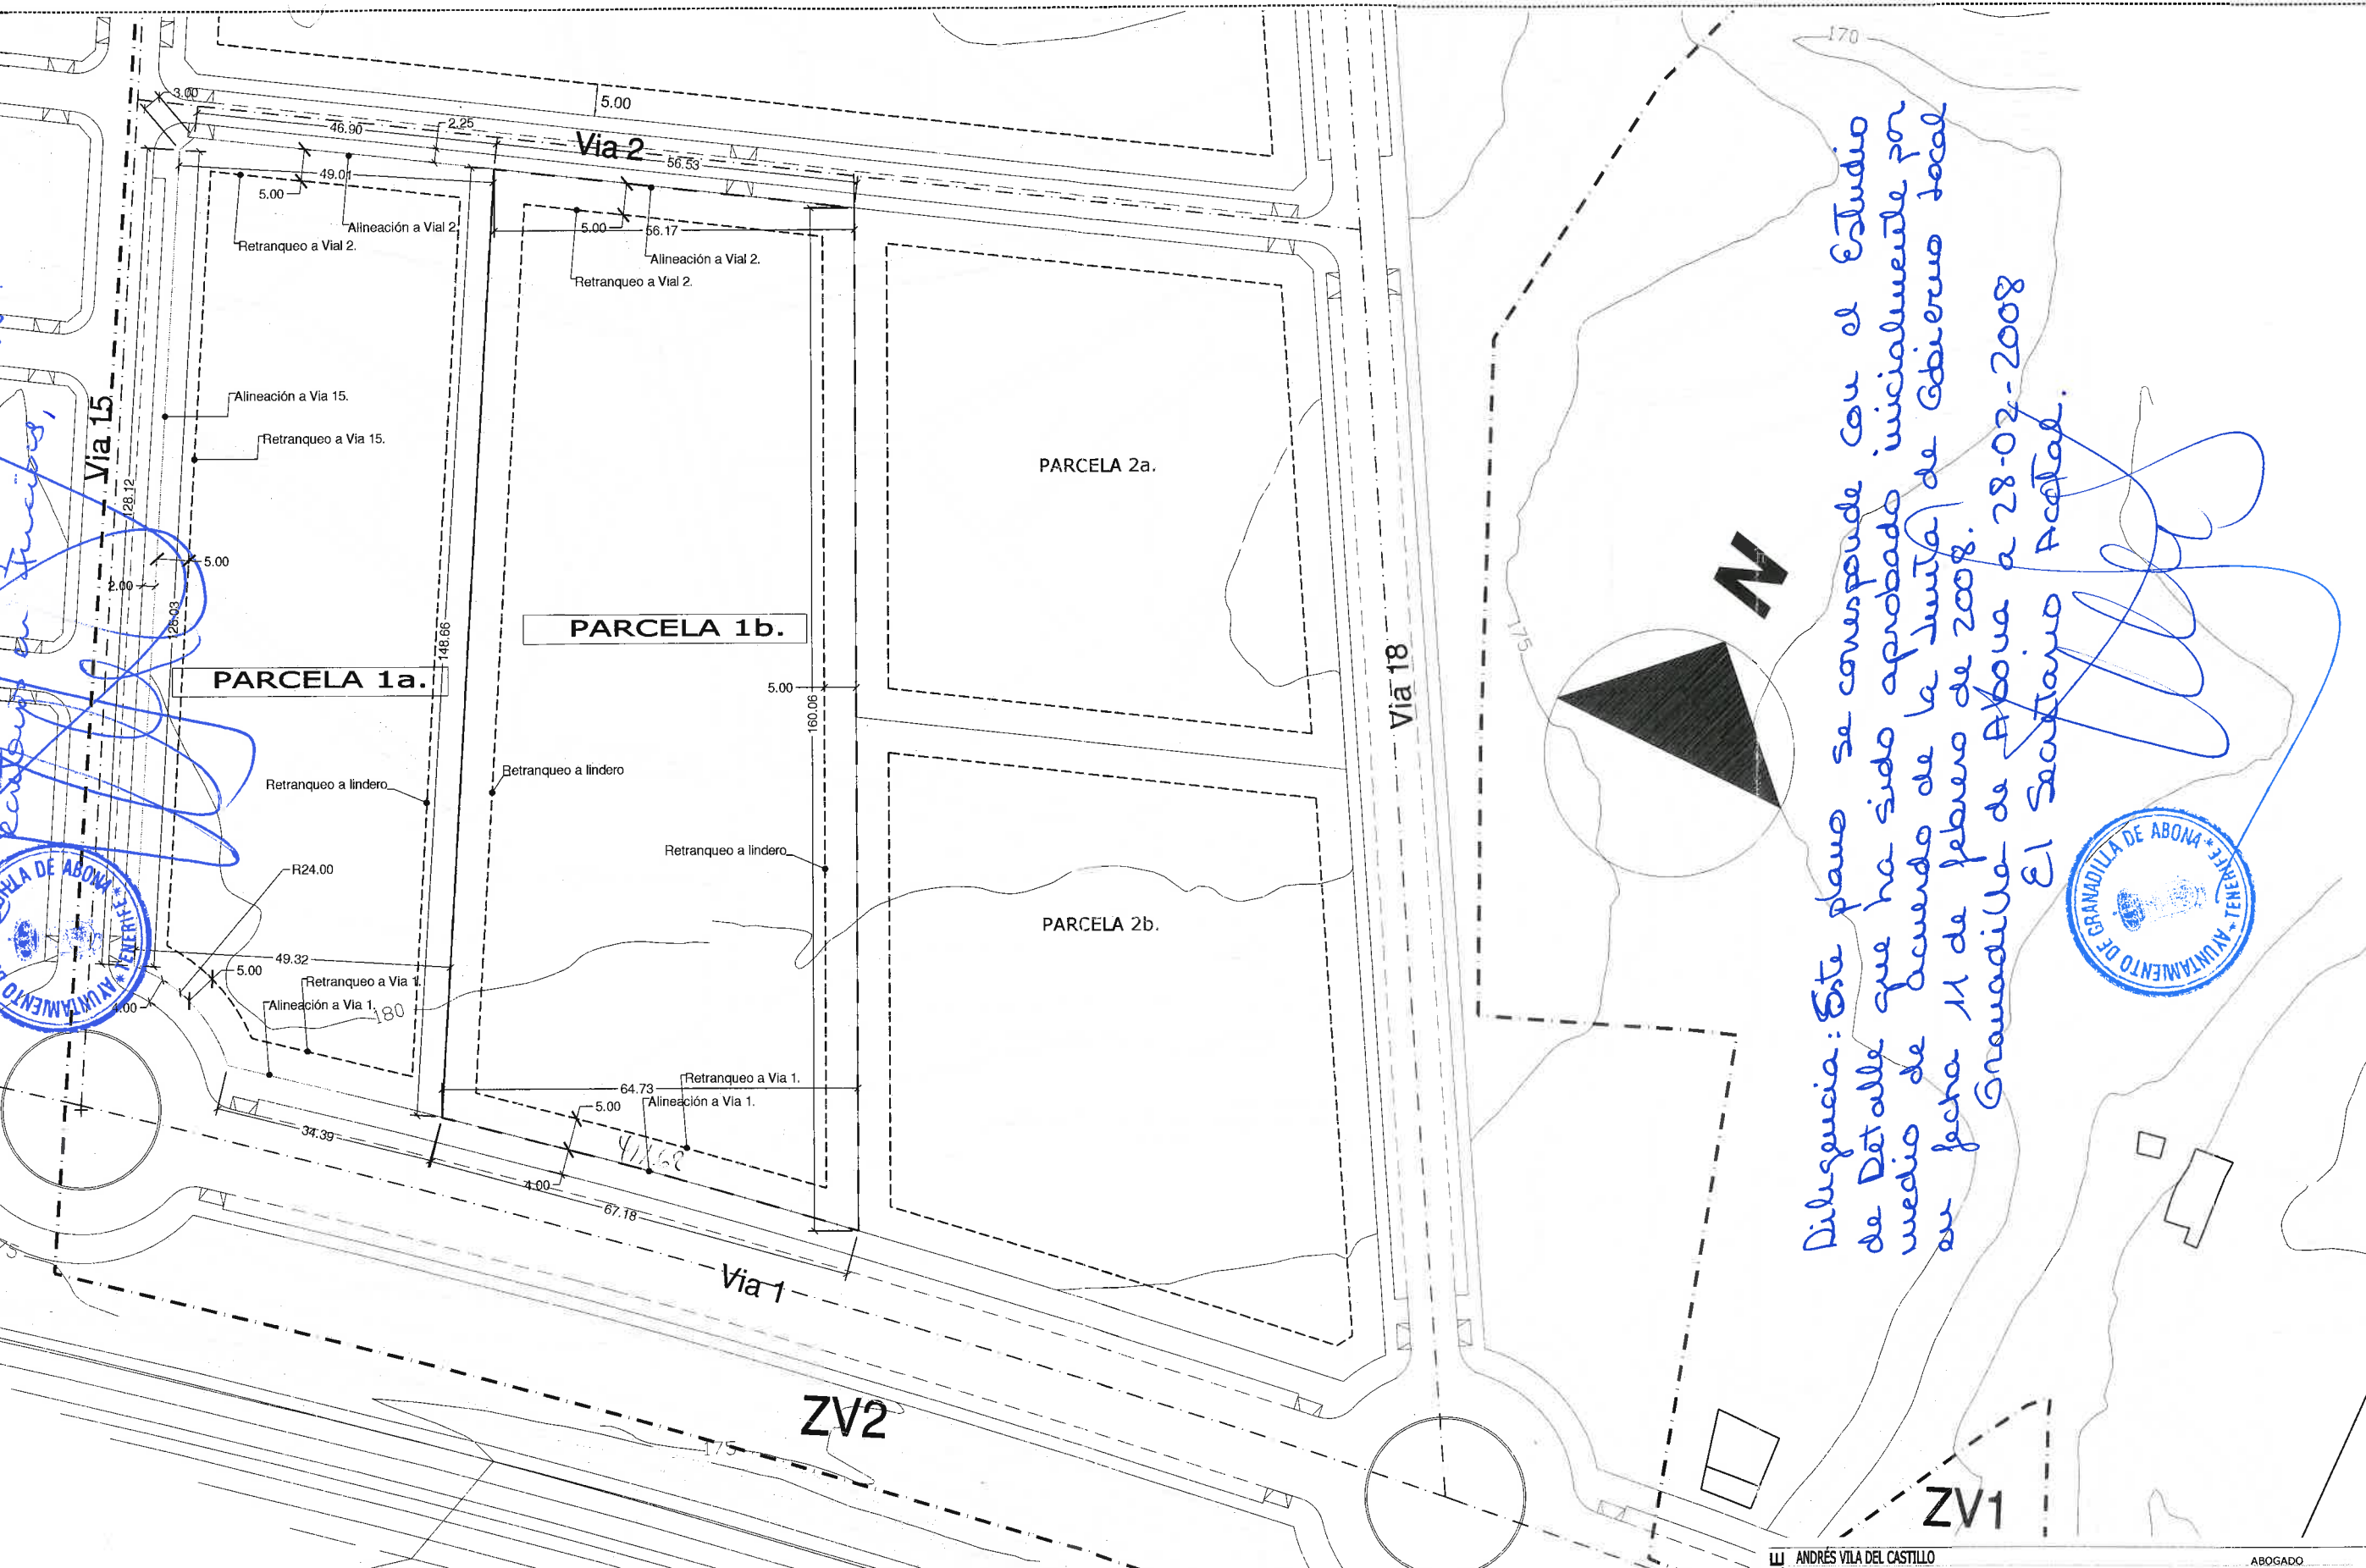 170
3.00
5.00
46.90
2.25
Via 2
56.53
49.01
5.00
Alineación a Vial 2.
Retranqueo a Vial 2.
5.00
56.17
Alineación a Vial 2.
Retranqueo a Vial 2.
Via 15
Alineación a Via 15.
Retranqueo a Via 15.
128.12
PARCELA 2a.
5.00
2.00
148.66
PARCELA 1b.
PARCELA 1a.
5.00
160.06
Via 18
175
N
Retranqueo a lindero
Retranqueo a lindero
Retranqueo a lindero
R24.00
PARCELA 2b.
49.32
5.00
Retranqueo a Via 1.
Alineación a Via 1.
180
4.00
64.73
Retranqueo a Via 1.
5.00
Alineación a Via 1.
34.39
4.00
67.18
Via 1
ZV2
175
ZV1
en funcios,
Diligencia: Este plano se corresponde con el Estudio
de Detalle que ha sido aprobado inicialmente por
medio de acuerdo de la Junta de Gobierno Local
en fecha 11 de febrero de 2008.
Granadilla de Abona a 28-02-2008
El Secretario Acctal.
AYUNTAMIENTO DE GRANADILLA DE ABONA * TENERIFE *
DE ABONA * TENERIFE * AYUNTAMIENTO
ANDRÉS VILA DEL CASTILLO
ABOGADO